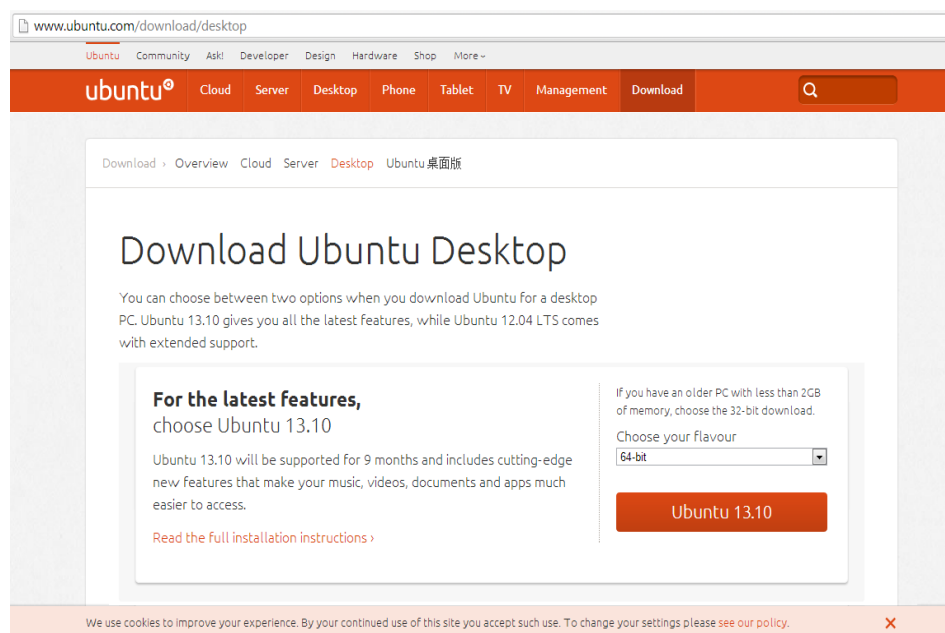 www.ubuntu.com/download/desktop
Ubuntu Community Ask! Developer Design Hardware Shop More
ubuntu Cloud Server Desktop Phone Tablet TV Management Download
Download › Overview Cloud Server Desktop Ubuntu 桌面版
Download Ubuntu Desktop
You can choose between two options when you download Ubuntu for a desktop
PC. Ubuntu 13.10 gives you all the latest features, while Ubuntu 12.04 LTS comes
with extended support.
For the latest features,
choose Ubuntu 13.10
Ubuntu 13.10 will be supported for 9 months and includes cutting-edge
new features that make your music, videos, documents and apps much
easier to access.
Read the full installation instructions ›
If you have an older PC with less than 2GB
of memory, choose the 32-bit download.
Choose your flavour
64-bit
Ubuntu 13.10
We use cookies to improve your experience. By your continued use of this site you accept such use. To change your settings please see our policy.